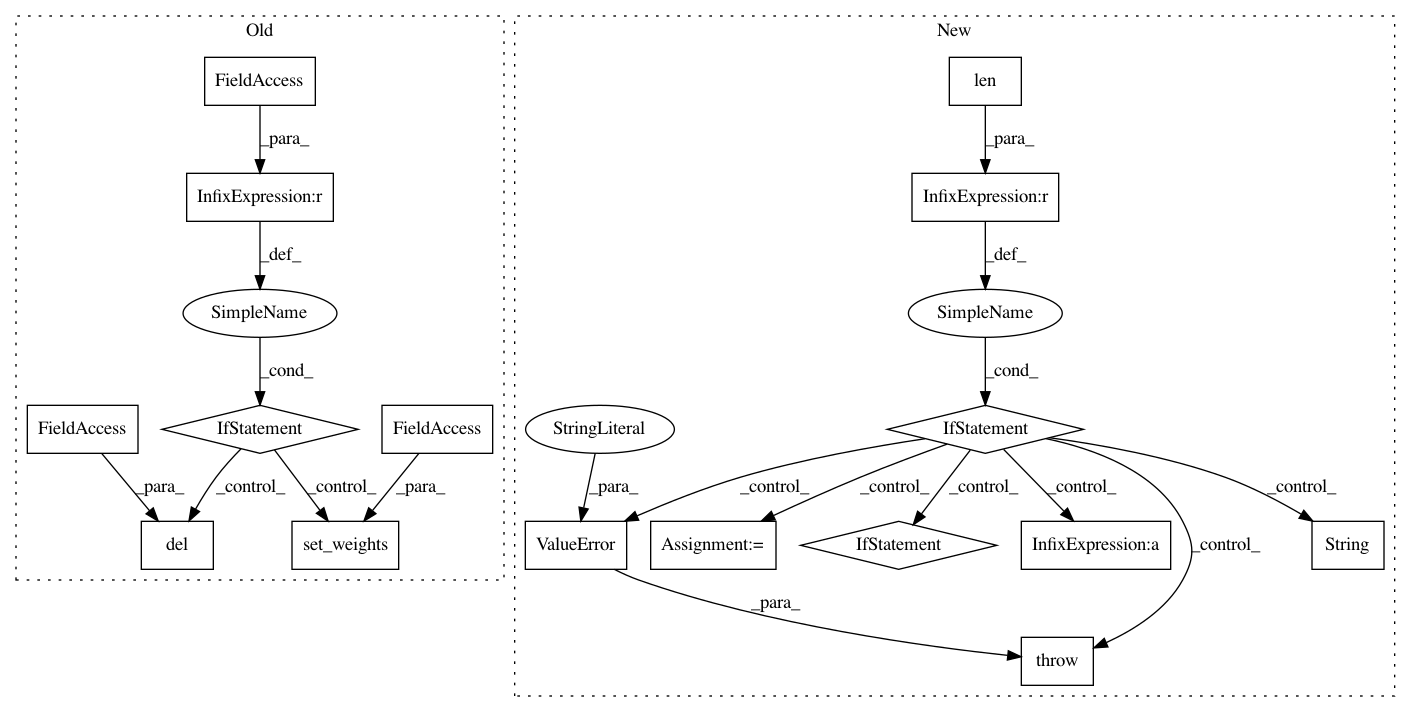 Old
New
FieldAccess
len
_para_
_para_
InfixExpression:r
InfixExpression:r
_def_
_def_
SimpleName
SimpleName
_cond_
_cond_
FieldAccess
IfStatement
FieldAccess
StringLiteral
IfStatement
_para_
_control_
_control_
_para_
_para_
_control_
_control_
_control_
_control_
_control_
del
set_weights
ValueError
Assignment:=
IfStatement
InfixExpression:a
_control_
String
_para_
throw